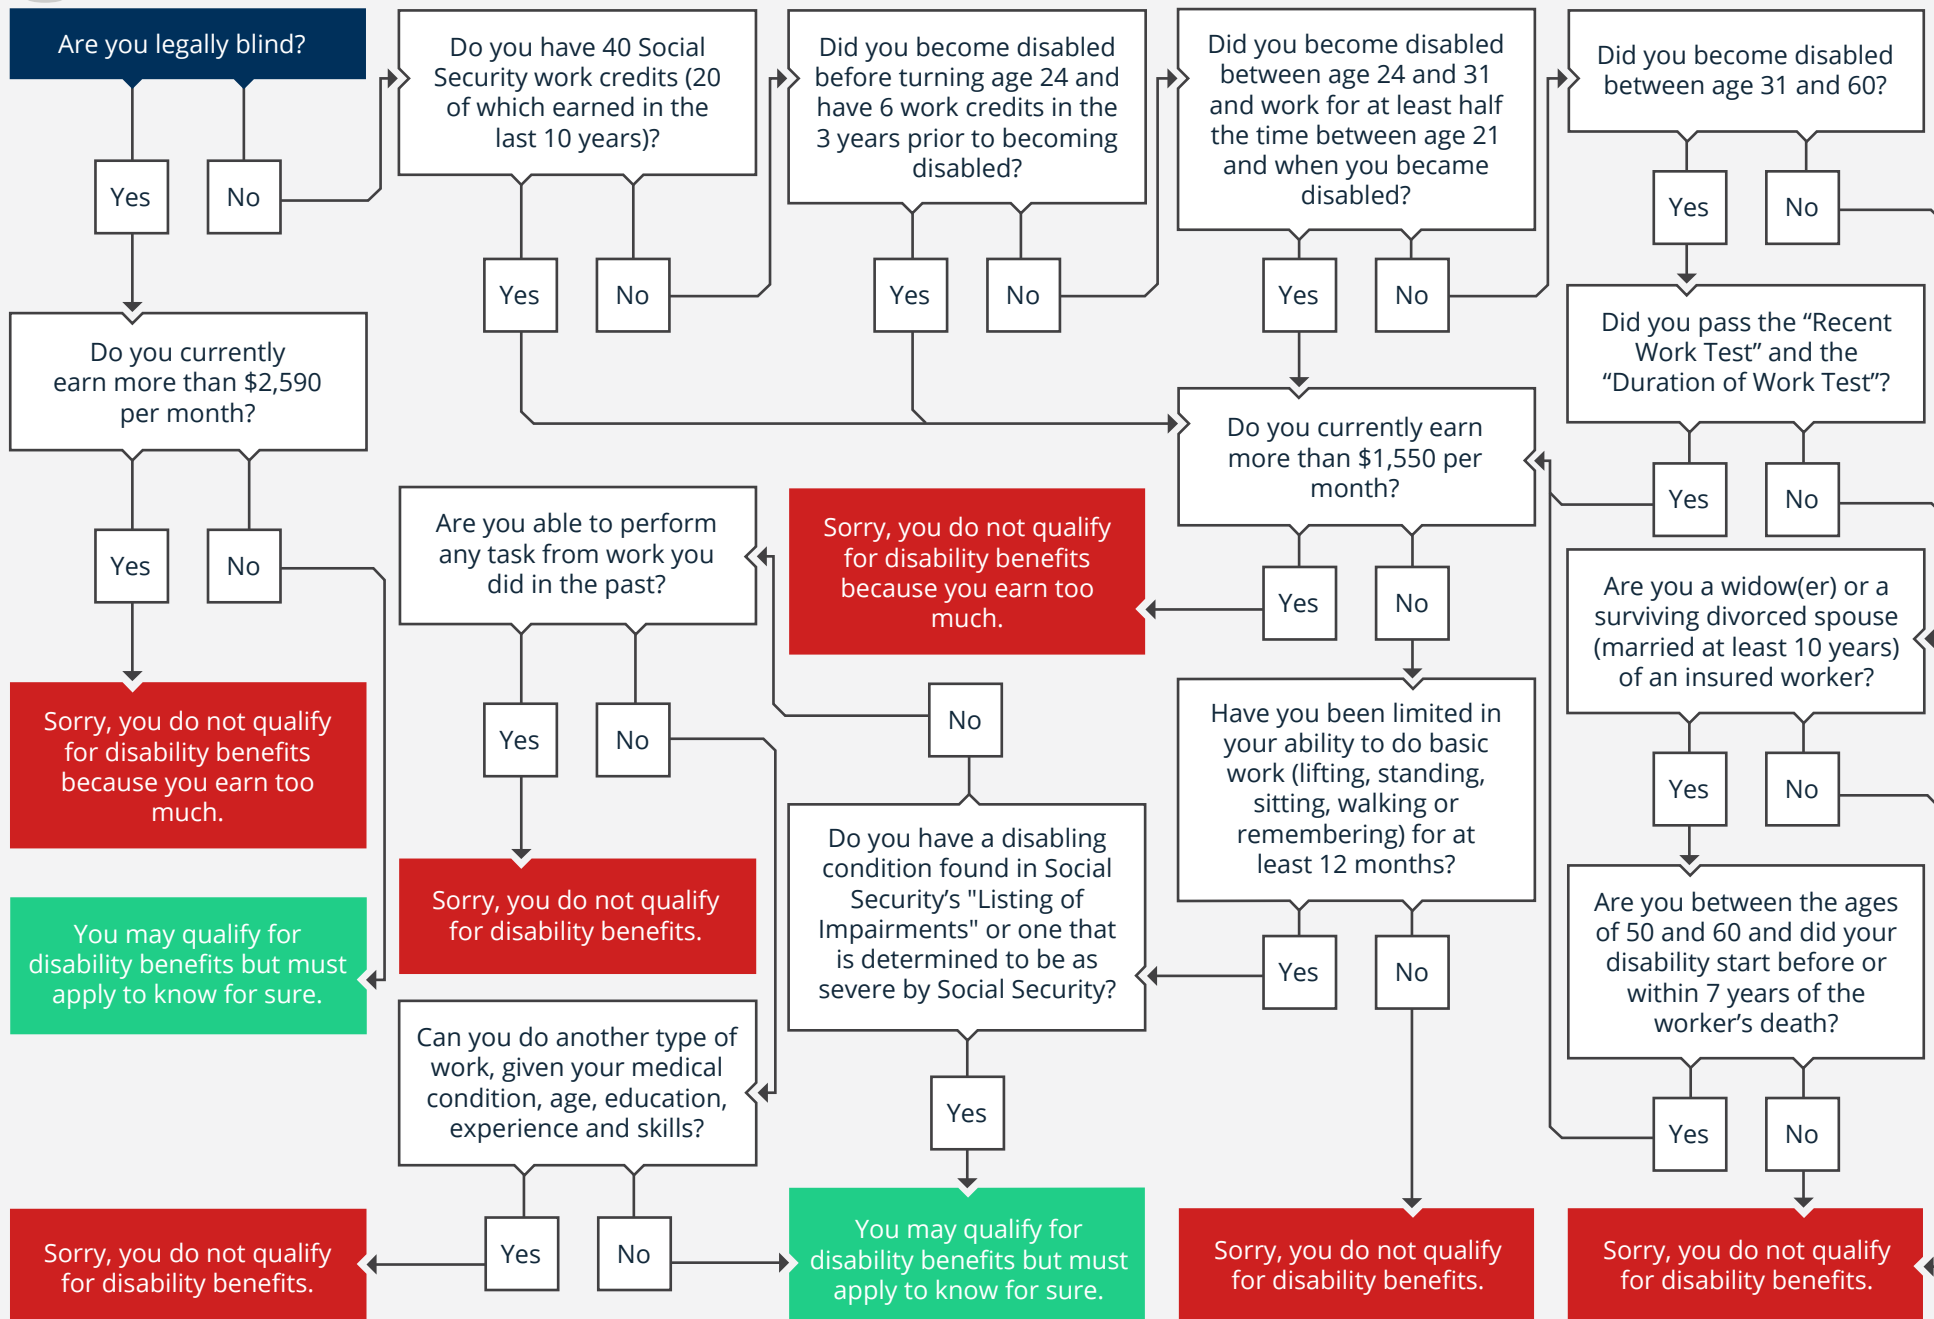 Are you legally blind?
Yes
No
Do you currently
earn more than $2,590
per month?
Yes
No
Sorry, you do not qualify
for disability benefits
because you earn too
much.
You may qualify for
disability benefits but must
apply to know for sure.
Do you have 40 Social
Security work credits (20
of which earned in the
last 10 years)?
Yes
No
Did you become disabled
before turning age 24 and
have 6 work credits in the
3 years prior to becoming
disabled?
Yes
No
Did you become disabled
between age 24 and 31
and work for at least half
the time between age 21
and when you became
disabled?
Yes
No
Did you become disabled
between age 31 and 60?
Yes
No
Did you pass the “Recent
Work Test” and the
“Duration of Work Test”?
Yes
No
Are you a widow(er) or a
surviving divorced spouse
(married at least 10 years)
of an insured worker?
Yes
No
Are you between the ages
of 50 and 60 and did your
disability start before or
within 7 years of the
worker’s death?
Yes
No
Sorry, you do not qualify
for disability benefits.
Do you currently earn
more than $1,550 per
month?
Yes
No
Sorry, you do not qualify
for disability benefits
because you earn too
much.
Have you been limited in
your ability to do basic
work (lifting, standing,
sitting, walking or
remembering) for at
least 12 months?
Yes
No
Sorry, you do not qualify
for disability benefits.
Do you have a disabling
condition found in Social
Security’s "Listing of
Impairments" or one that
is determined to be as
severe by Social Security?
No
Yes
You may qualify for
disability benefits but must
apply to know for sure.
Are you able to perform
any task from work you
did in the past?
Yes
No
Sorry, you do not qualify
for disability benefits.
Can you do another type of
work, given your medical
condition, age, education,
experience and skills?
Yes
No
Sorry, you do not qualify
for disability benefits.